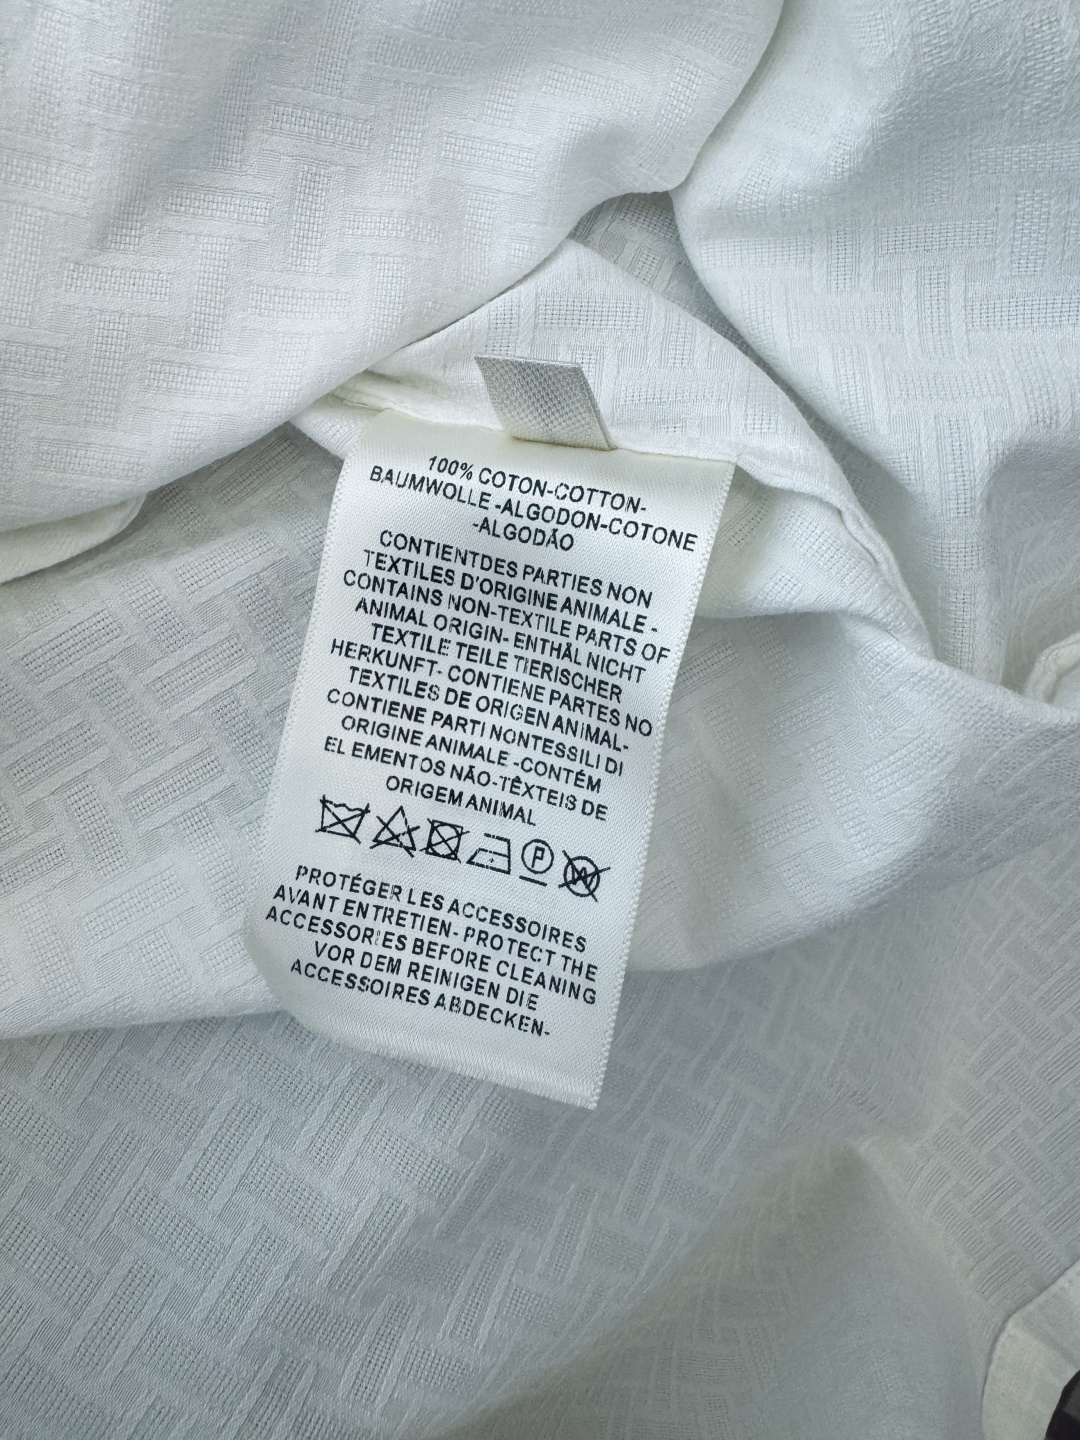 100% COTON-COTTON-
BAUMWOLLE-ALGODON-COTONE
-ALGODÃO
CONTIENTDES PARTIES NON
TEXTILES D'ORIGINE ANIMALE -
CONTAINS NON-TEXTILE PARTS OF
ANIMAL ORIGIN- ENTHÄL NICHT
TEXTILE TEILE TIERISCHER
HERKUNFT- CONTIENE PARTES NO
TEXTILES DE ORIGEN ANIMAL-
CONTIENE PARTI NONTESSILI DI
ORIGINE ANIMALE -CONTÉM
EL EMENTOS NÃO-TÊXTEIS DE
ORIGEM ANIMAL
P W
PROTÉGER LES ACCESSOIRES
AVANT ENTRETIEN- PROTECT THE
ACCESSORIES BEFORE CLEANING
VOR DEM REINIGEN DIE
ACCESSOIRES ABDECKEN-